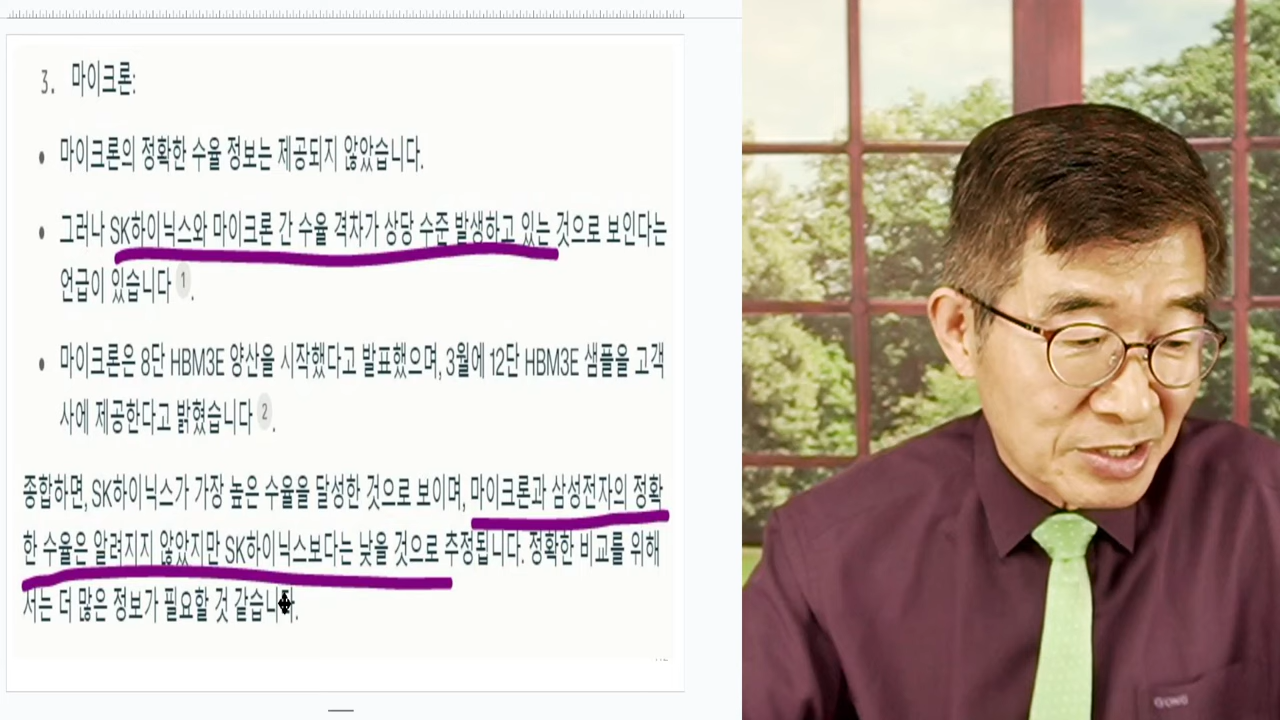 3. 마이크론:
• 마이크론의 정확한 수율 정보는 제공되지 않았습니다.
• 그러나 SK하이닉스와 마이크론 간 수율 격차가 상당 수준 발생하고 있는 것으로 보인다는
언급이 있습니다 1 .
• 마이크론은 8단 HBM3E 양산을 시작했다고 발표했으며, 3월에 12단 HBM3E 샘플을 고객
사에 제공한다고 밝혔습니다 2 .
종합하면, SK하이닉스가 가장 높은 수율을 달성한 것으로 보이며, 마이크론과 삼성전자의 정확
한 수율은 알려지지 않았지만 SK하이닉스보다는 낮을 것으로 추정됩니다. 정확한 비교를 위해
서는 더 많은 정보가 필요할 것 같습니다.